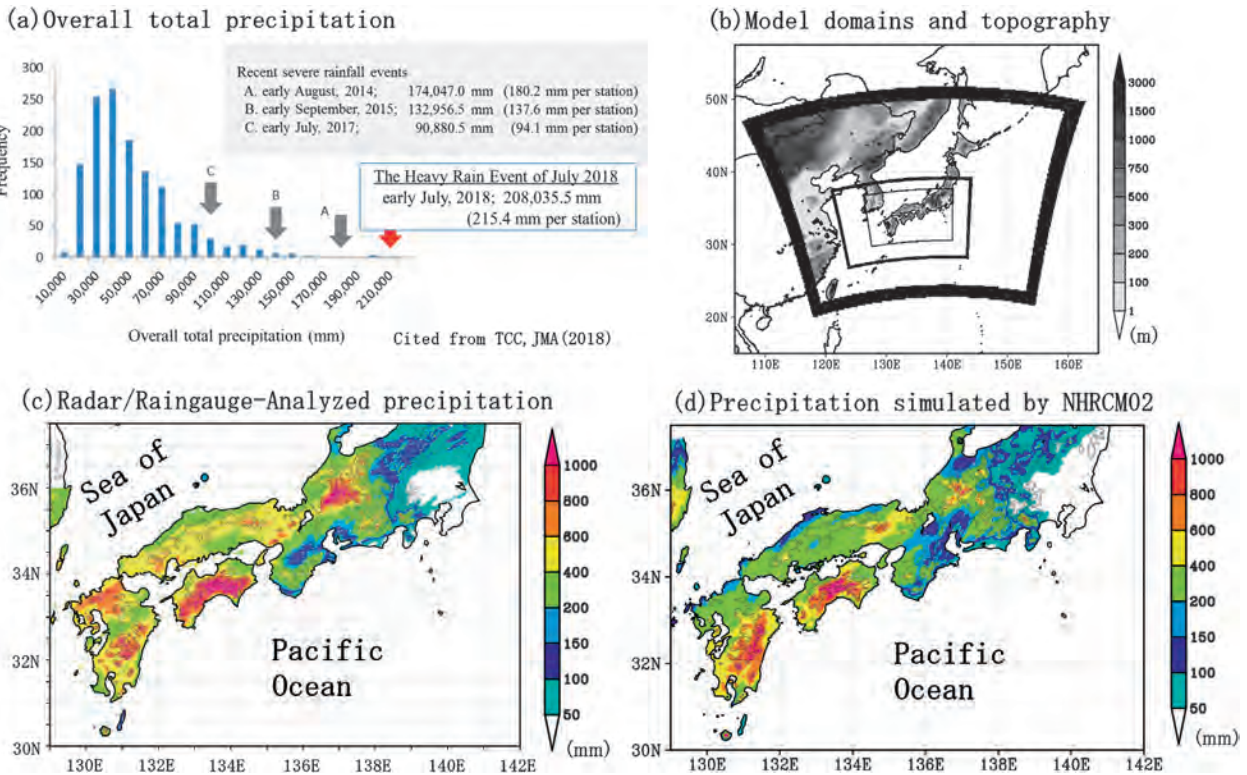 (a)Overall total precipitation
300
250
200
150
100
50
0
Frequency
Recent severe rainfall events
A. early August, 2014; 174,047.0 mm (180.2 mm per station)
B. early September, 2015; 132,956.5 mm (137.6 mm per station)
C. early July, 2017; 90,880.5 mm (94.1 mm per station)
The Heavy Rain Event of July 2018
early July, 2018; 208,035.5 mm
(215.4 mm per station)
C
B
A
10,000
30,000
50,000
70,000
90,000
110,000
130,000
150,000
170,000
190,000
210,000
Overall total precipitation (mm)
Cited from TCC,JMA(2018)
(b)Model domains and topography
50N
40N
30N
20N
110E 120E 130E 140E 150E 160E
3000
1500
1000
750
500
300
200
100
1
(m)
(c)Radar/Raingauge-Analyzed precipitation
Sea of
Japan
Pacific
Ocean
36N
34N
32N
30N
130E 132E 134E 136E 138E 140E 142E
1000
800
600
400
200
150
100
50
(mm)
(d)Precipitation simulated by NHRCM02
Sea of
Japan
Pacific
Ocean
36N
34N
32N
30N
130E 132E 134E 136E 138E 140E 142E
1000
800
600
400
200
150
100
50
(mm)